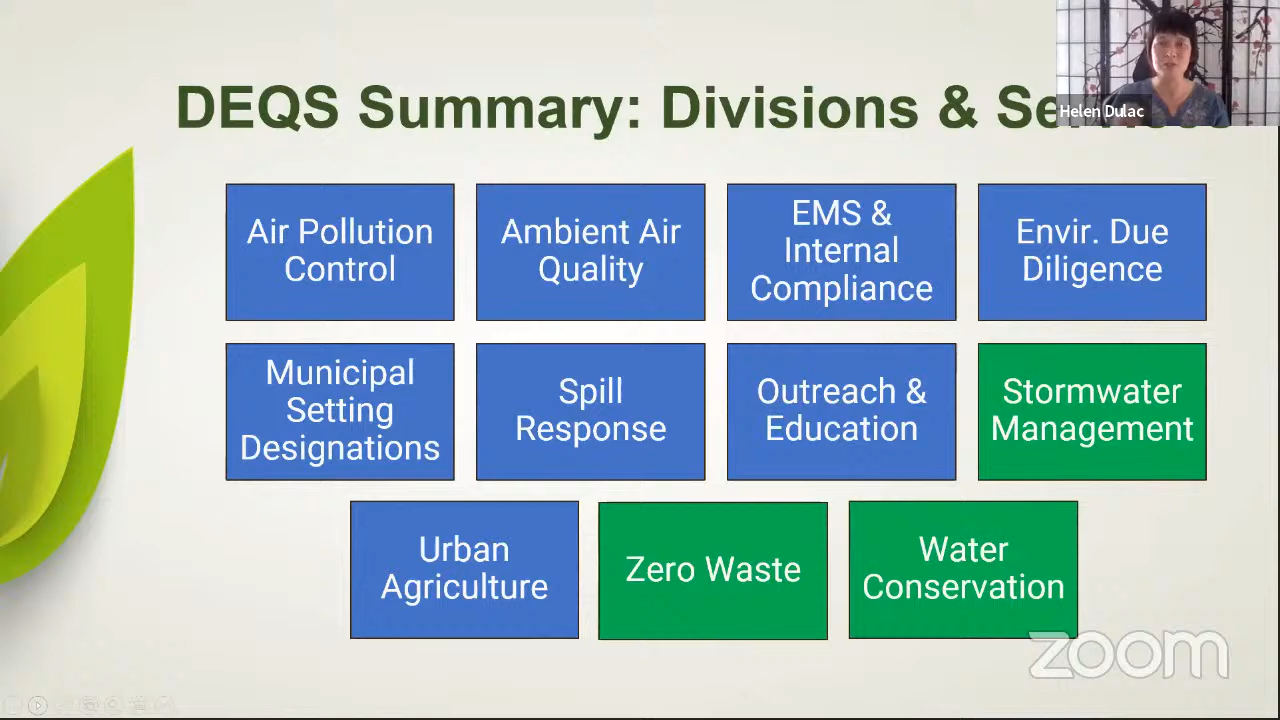 DEQS Summary: Divisions & Se
Helen Dulac
Air Pollution
Control
Ambient Air
Quality
EMS &
Internal
Compliance
Envir. Due
Diligence
Municipal
Setting
Designations
Spill
Response
Outreach &
Education
Stormwater
Management
Urban
Agriculture
Zero Waste
Water
Conservation
zoom